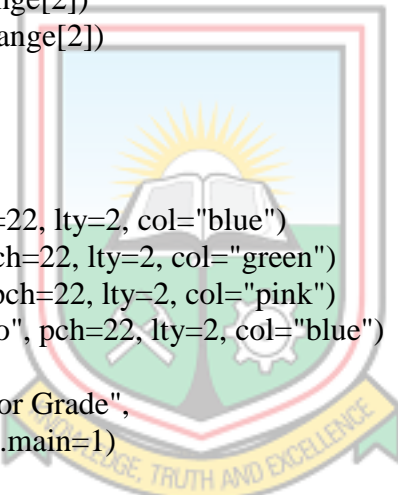 nge[2])
ange[2])
=22, lty=2, col="blue")
ch=22, lty=2, col="green")
pch=22, lty=2, col="pink")
o", pch=22, lty=2, col="blue")
or Grade",
.main=1)
KNOWLEDGE, TRUTH AND EXCELLENCE